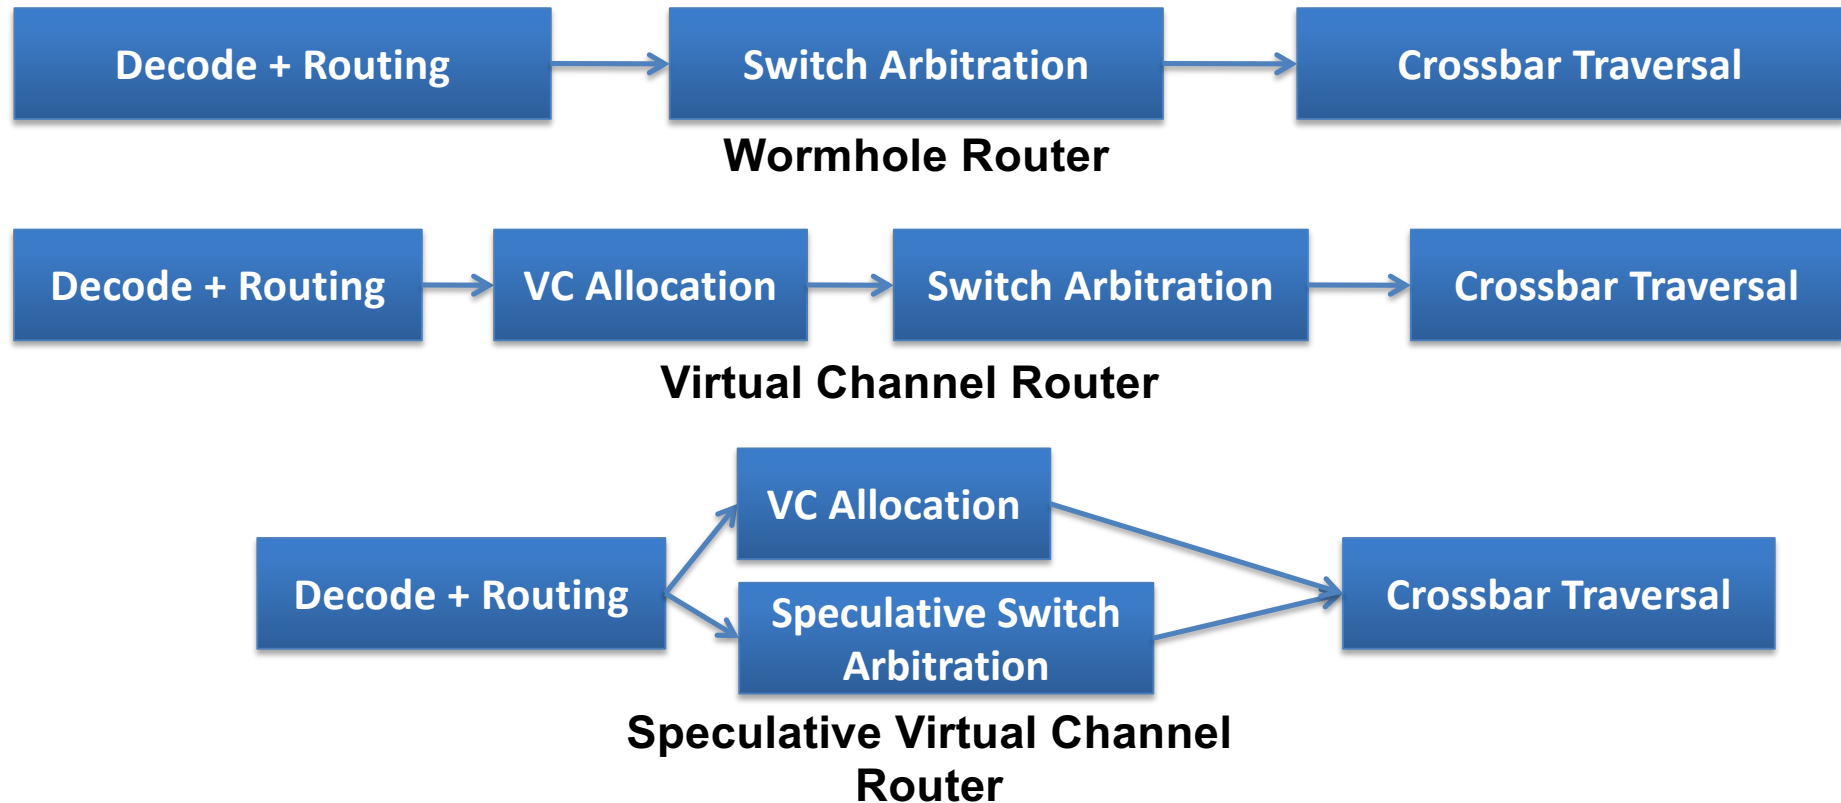 Decode + Routing
Switch Arbitration
Crossbar Traversal
Wormhole Router
Decode + Routing
VC Allocation
Switch Arbitration
Crossbar Traversal
Virtual Channel Router
VC Allocation
Decode + Routing
Speculative Switch
Arbitration
Crossbar Traversal
Speculative Virtual Channel
Router